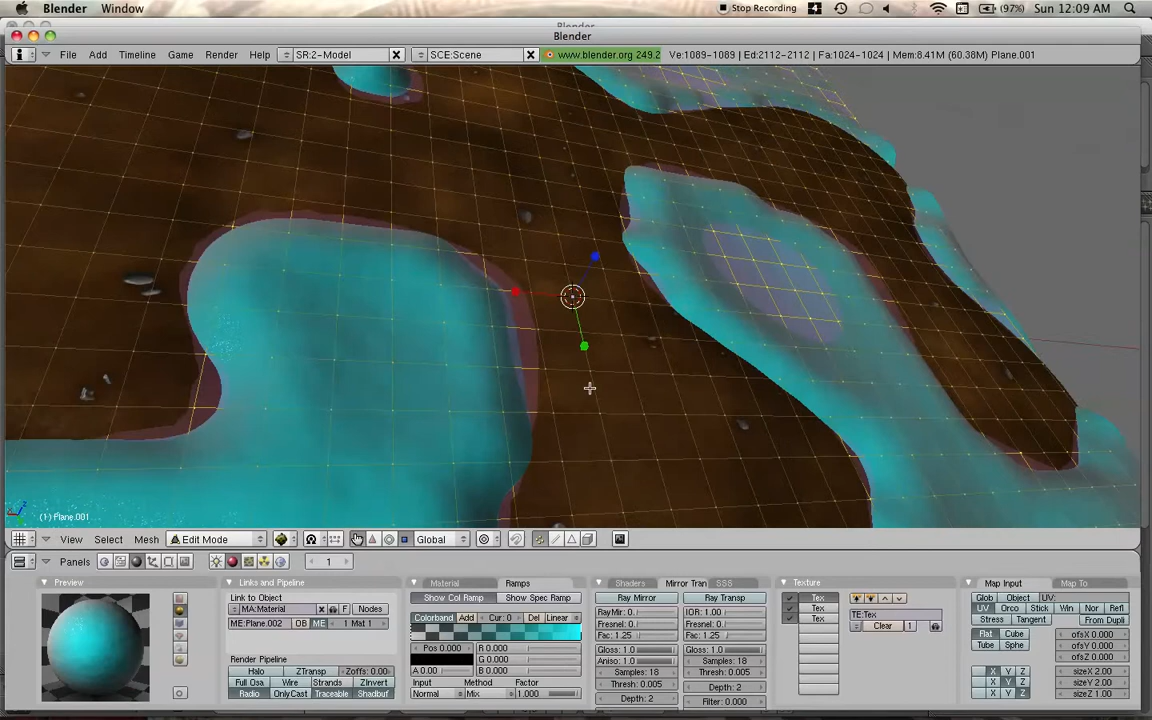 Blender Window Stop Recording (97%) Sun 12:09 AM
Blender
Blender
File Add Timeline Game Render Help SR:2-Model SCE:Scene www.blender.org 249.2 Ve:1089-1089 | Ed:2112-2112 | Fa:1024-1024 | Mem:8.41M (60.38M) Plane.001
(1) Plane.001
View Select Mesh Edit Mode Global
Panels 1
Preview Links and Pipeline Material Ramps Shaders Mirror Tran SSS Texture Map Input Map To
Link to Object
MA:Material F Nodes
ME:Plane.002 OB ME 1 Mat 1
Render Pipeline
Halo ZTransp Zoffs: 0.00
Full Osa Wire Strands ZInvert
Radio OnlyCast Traceable Shadbuf
Show Col Ramp Show Spec Ramp
Colorband Add Cur: 0 Del Linear
Pos 0.000 R 0.000
G 0.000
A 0.00 B 0.000
Input Method Factor
Normal Mix 1.000
Ray Mirror Ray Transp
RayMir: 0. IOR: 1.00
Fresnel: 0. Fresnel: 0.
Fac: 1.25 Fac: 1.25
Gloss: 1.0 Gloss: 1.0
Aniso: 1.0 Samples: 18
Samples: 18 Thresh: 0.005
Thresh: 0.005 Depth: 2
Depth: 2 Filter: 0.000
Tex
Tex
Tex
TE:Tex
Clear 1
Glob Object UV:
UV Orco Stick Win Nor Refl
Stress Tangent From Dupli
Flat Cube ofsX 0.000
Tube Sphe ofsY 0.000
ofsZ 0.000
X Y Z sizeX 2.00
X Y Z sizeY 2.00
X Y Z sizeZ 1.00